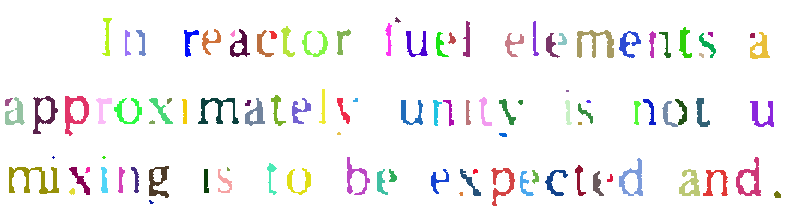 In reactor fuel elements a
approximately unity is not u
mixing is to be expected and.